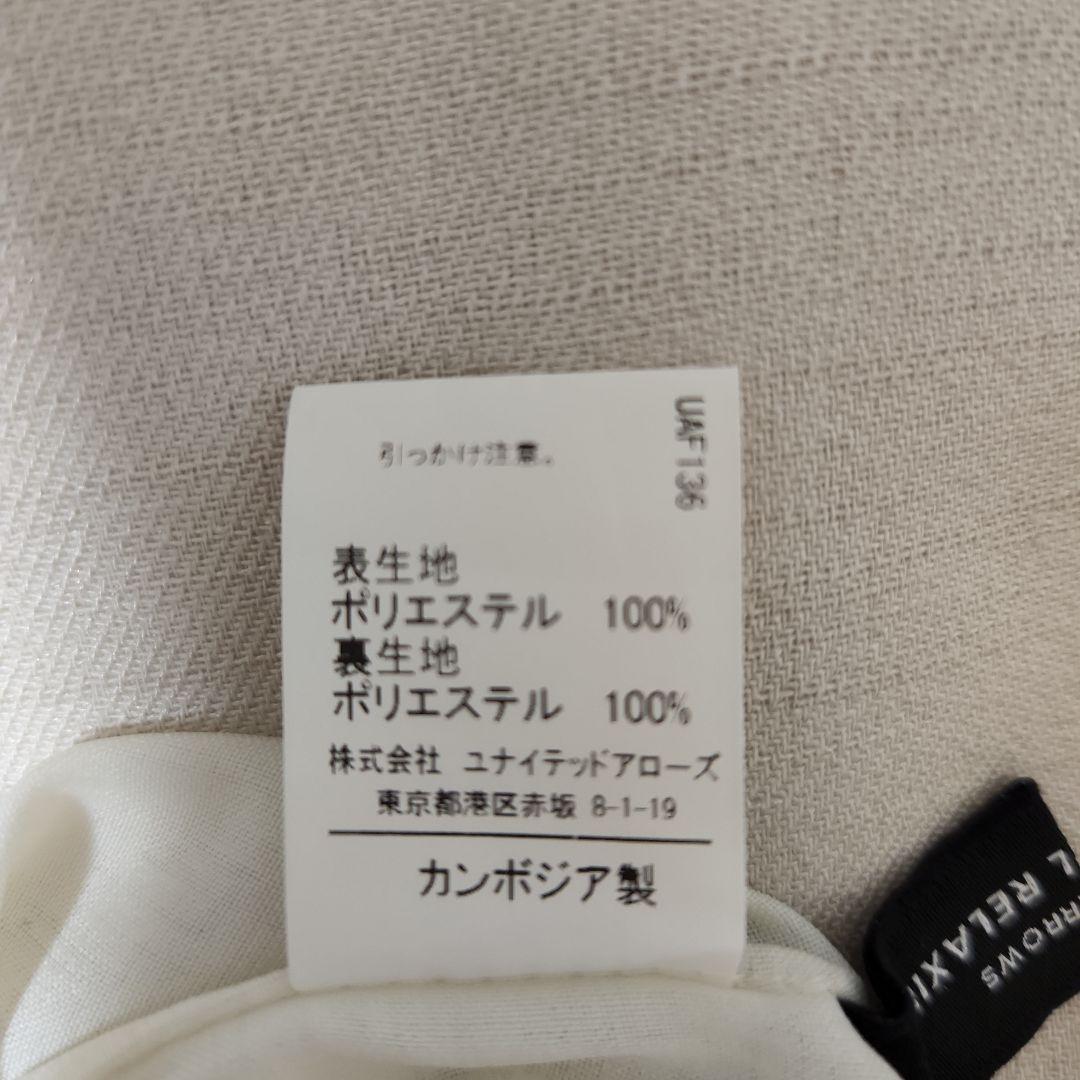 UAF136
引っかけ注意。
表生地
ポリエステル 100%
裏生地
ポリエステル 100%
株式会社 ユナイテッドアローズ
東京都港区赤坂 8-1-19
カンボジア製
RROWS
L RELAXI